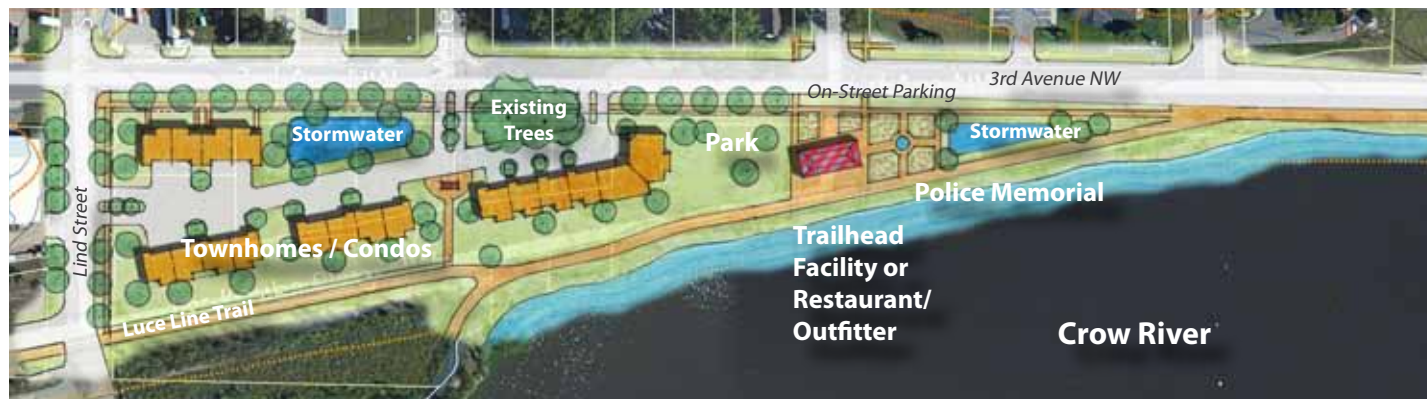 3rd Avenue NW
On-Street Parking
Existing
Trees
Stormwater
Park
Stormwater
Police Memorial
Lind Street
Townhomes / Condos
Trailhead
Facility or
Restaurant/
Outfitter
Luce Line Trail
Crow River